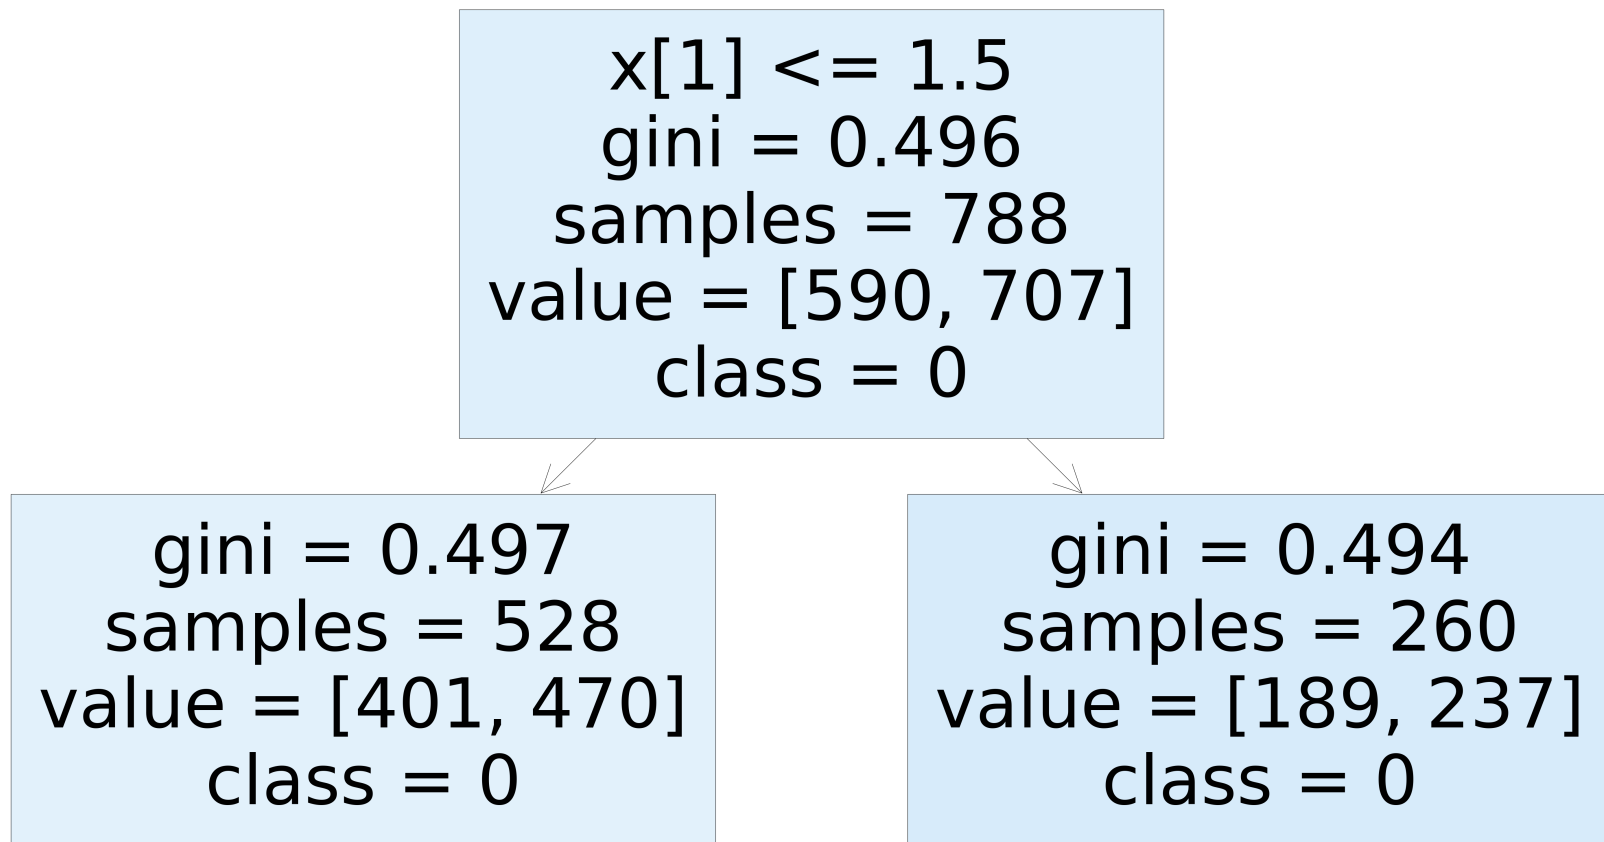 x[1] <= 1.5
gini = 0.496
samples = 788
value = [590, 707]
class = 0
gini = 0.497
samples = 528
value = [401, 470]
class = 0
gini = 0.494
samples = 260
value = [189, 237]
class = 0